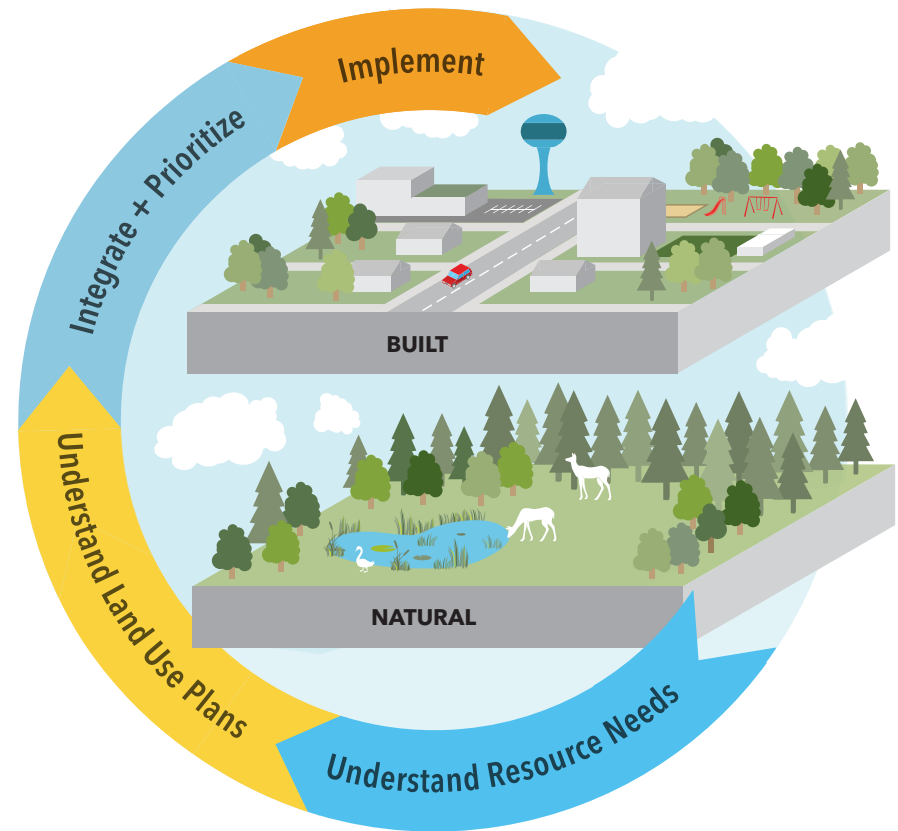 Implement
Integrate + Prioritize
BUILT
Understand Land Use Plans
NATURAL
Understand Resource Needs